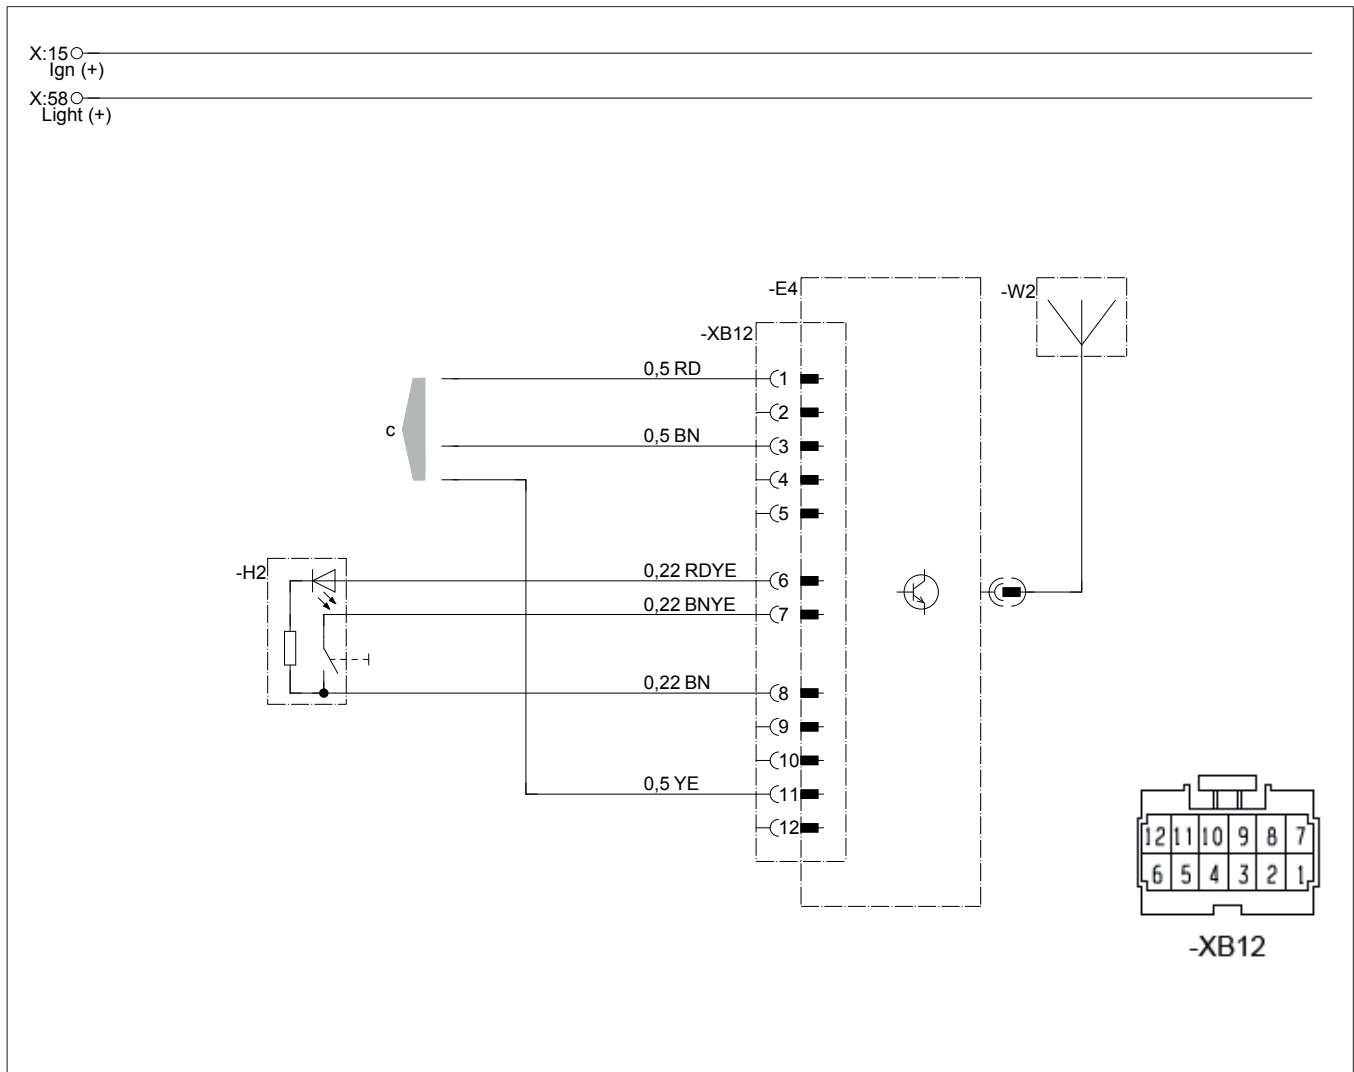 X:15
Ign (+)
X:58
Light (+)
-E4
-W2
-XB12
0,5 RD
1
2
c
0,5 BN
3
4
5
-H2
0,22 RDYE
6
0,22 BNYE
7
0,22 BN
8
9
10
0,5 YE
11
12
12 11 10 9 8 7
6 5 4 3 2 1
-XB12